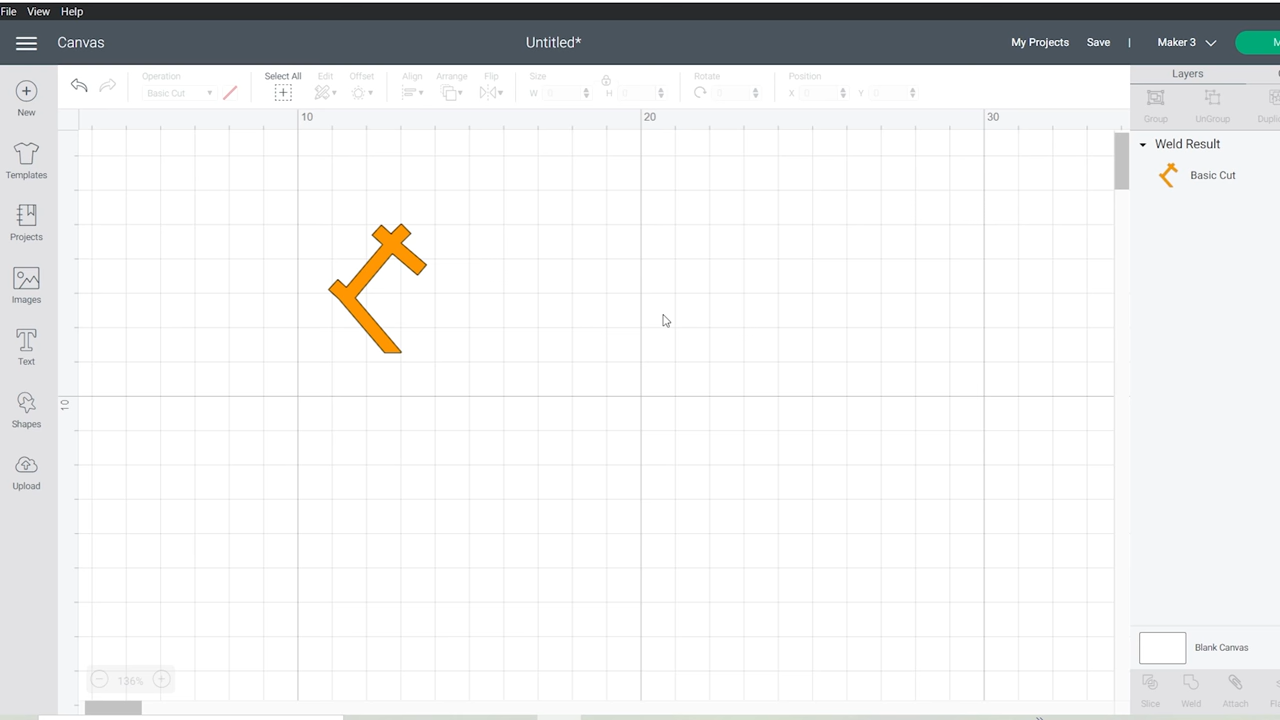 File View Help
Canvas
Untitled*
My Projects
Save
Maker 3
New
Templates
Projects
Images
Text
Shapes
Upload
Operation
Basic Cut
Select All
Edit
Offset
Align
Arrange
Flip
Size
W
H
Rotate
Position
X
Y
10
20
30
10
136%
Layers
Group
UnGroup
Weld Result
Basic Cut
Blank Canvas
Slice
Weld
Attach